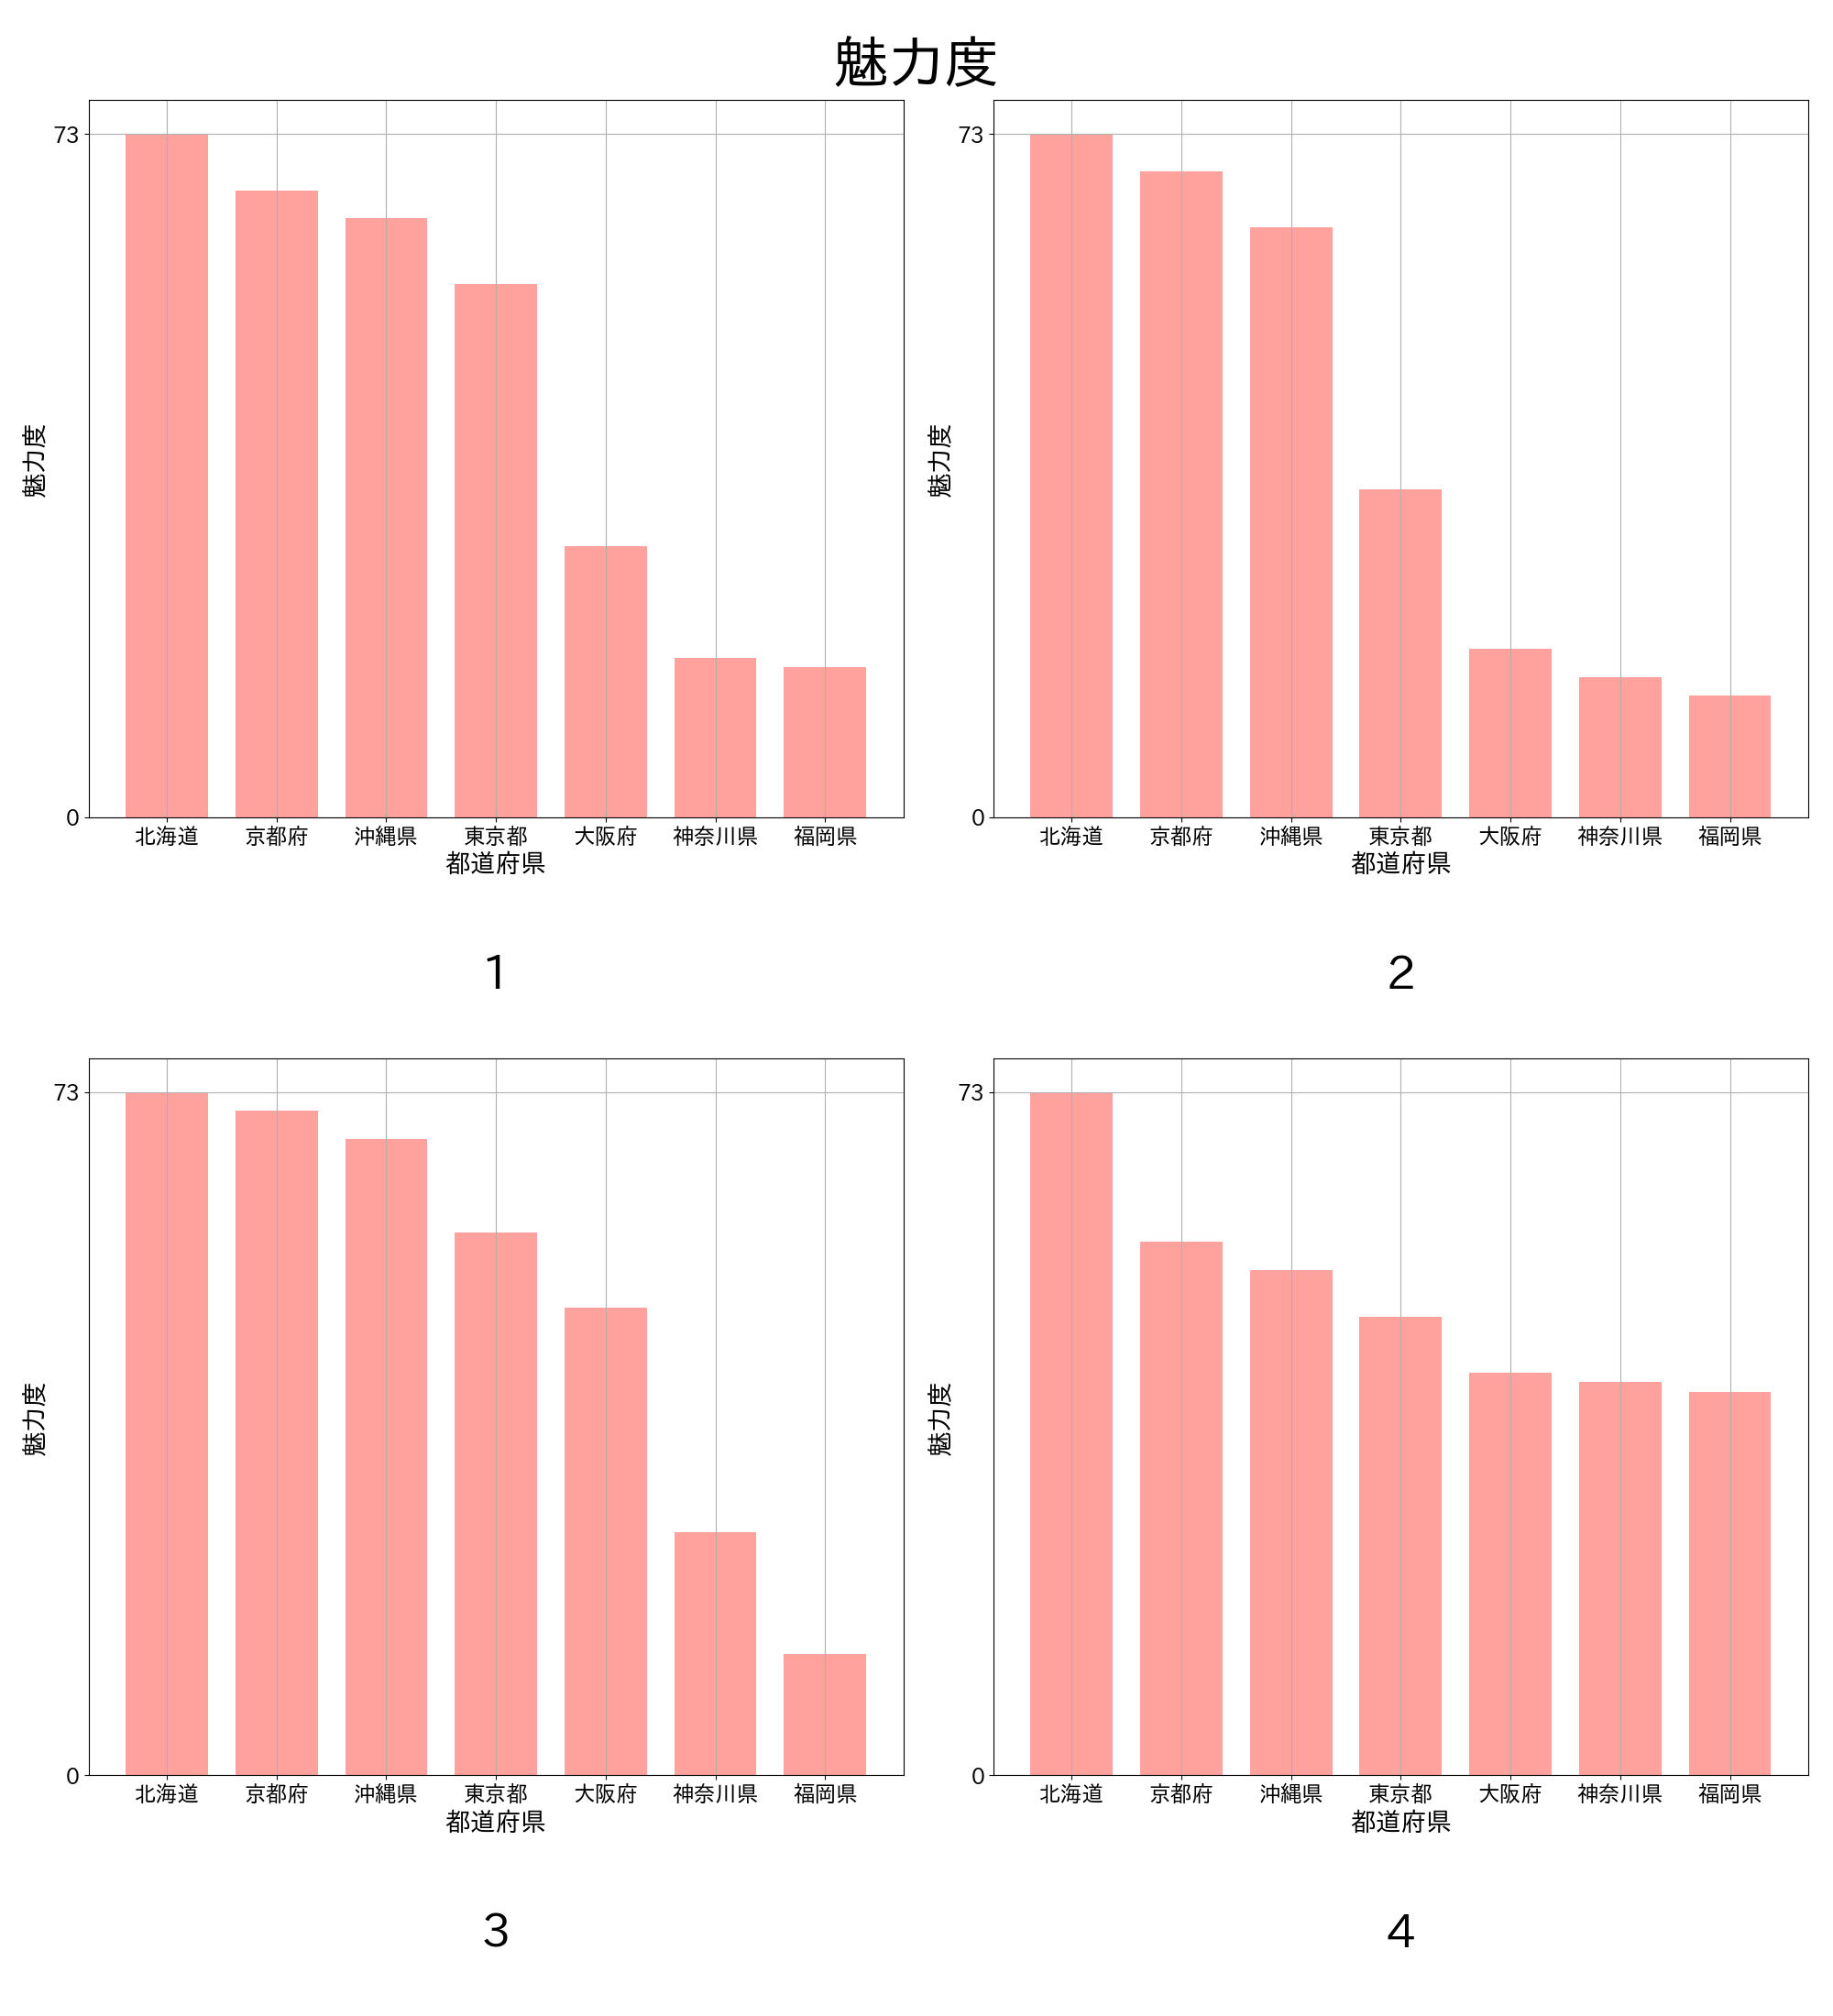 魅力度
73
0
魅力度
北海道 京都府 沖縄県 東京都 大阪府 神奈川県 福岡県
都道府県
1
73
0
魅力度
北海道 京都府 沖縄県 東京都 大阪府 神奈川県 福岡県
都道府県
2
73
0
魅力度
北海道 京都府 沖縄県 東京都 大阪府 神奈川県 福岡県
都道府県
3
73
0
魅力度
北海道 京都府 沖縄県 東京都 大阪府 神奈川県 福岡県
都道府県
4